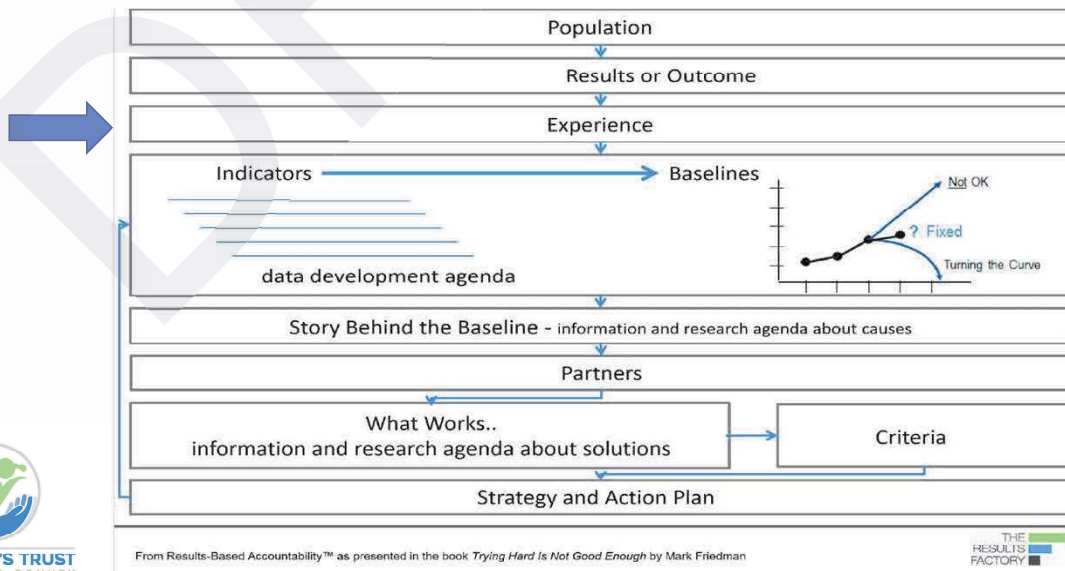 Population
Results or Outcome
Experience
Indicators
Baselines
Not OK
? Fixed
Turning the Curve
data development agenda
Story Behind the Baseline - information and research agenda about causes
Partners
What Works..
information and research agenda about solutions
Criteria
Strategy and Action Plan
'S TRUST
From Results-Based Accountability™ as presented in the book Trying Hard Is Not Good Enough by Mark Friedman
THE
RESULTS
FACTORY